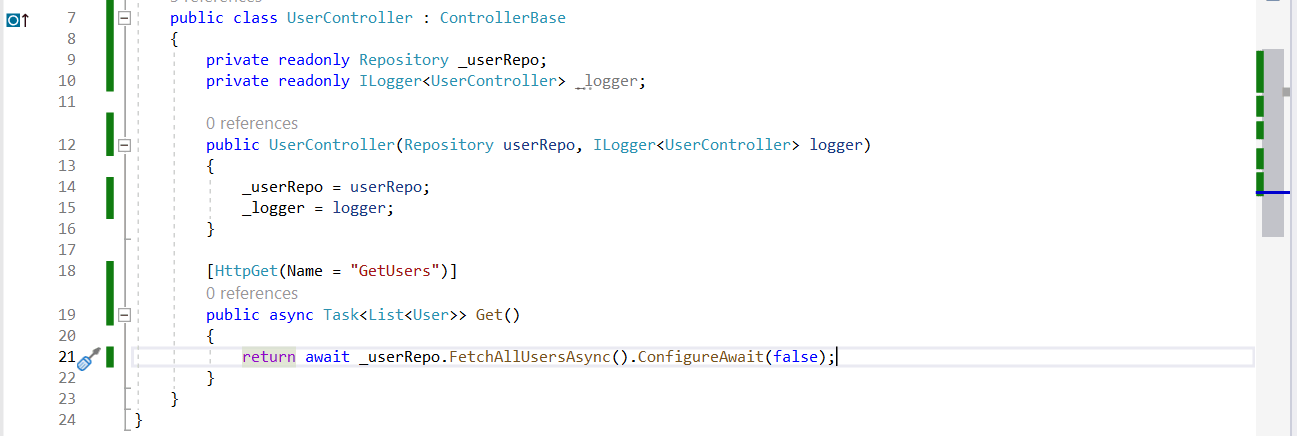 7 public class UserController : ControllerBase
8 {
9 private readonly Repository _userRepo;
10 private readonly ILogger<UserController> _logger;
11
0 references
12 public UserController(Repository userRepo, ILogger<UserController> logger)
13 {
14 _userRepo = userRepo;
15 _logger = logger;
16 }
17
18 [HttpGet(Name = "GetUsers")]
0 references
19 public async Task<List<User>> Get()
20 {
21 return await _userRepo.FetchAllUsersAsync().ConfigureAwait(false);
22 }
23 }
24 }